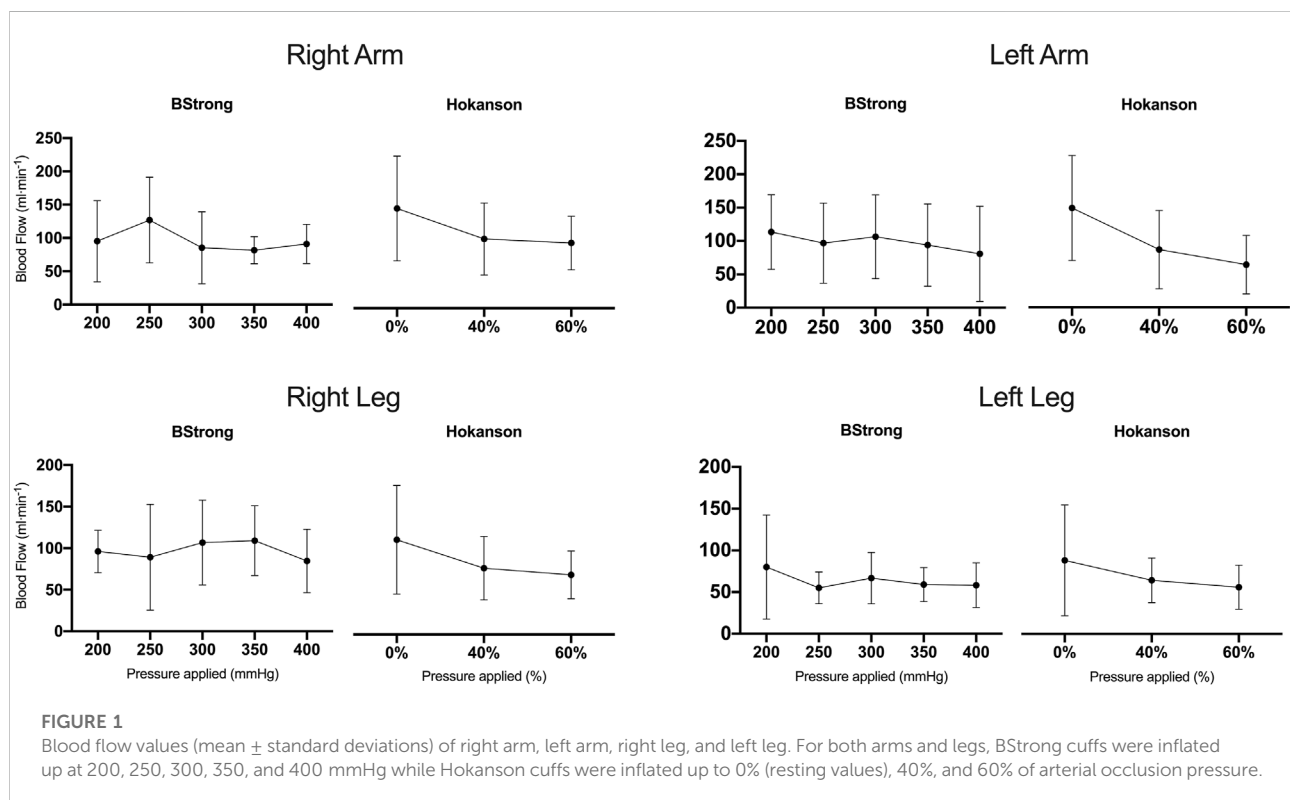 Right Arm
BStrong
Hokanson
Blood Flow (ml·min⁻¹)
250
200
150
100
50
0
200 250 300 350 400
0% 40% 60%
Left Arm
BStrong
Hokanson
250
200
150
100
50
0
200 250 300 350 400
0% 40% 60%
Right Leg
BStrong
Hokanson
Blood Flow (ml·min⁻¹)
200
150
100
50
0
200 250 300 350 400
0% 40% 60%
Pressure applied (mmHg)
Pressure applied (%)
Left Leg
BStrong
Hokanson
200
150
100
50
0
200 250 300 350 400
0% 40% 60%
Pressure applied (mmHg)
Pressure applied (%)
FIGURE 1
Blood flow values (mean ± standard deviations) of right arm, left arm, right leg, and left leg. For both arms and legs, BStrong cuffs were inflated
up at 200, 250, 300, 350, and 400 mmHg while Hokanson cuffs were inflated up to 0% (resting values), 40%, and 60% of arterial occlusion pressure.